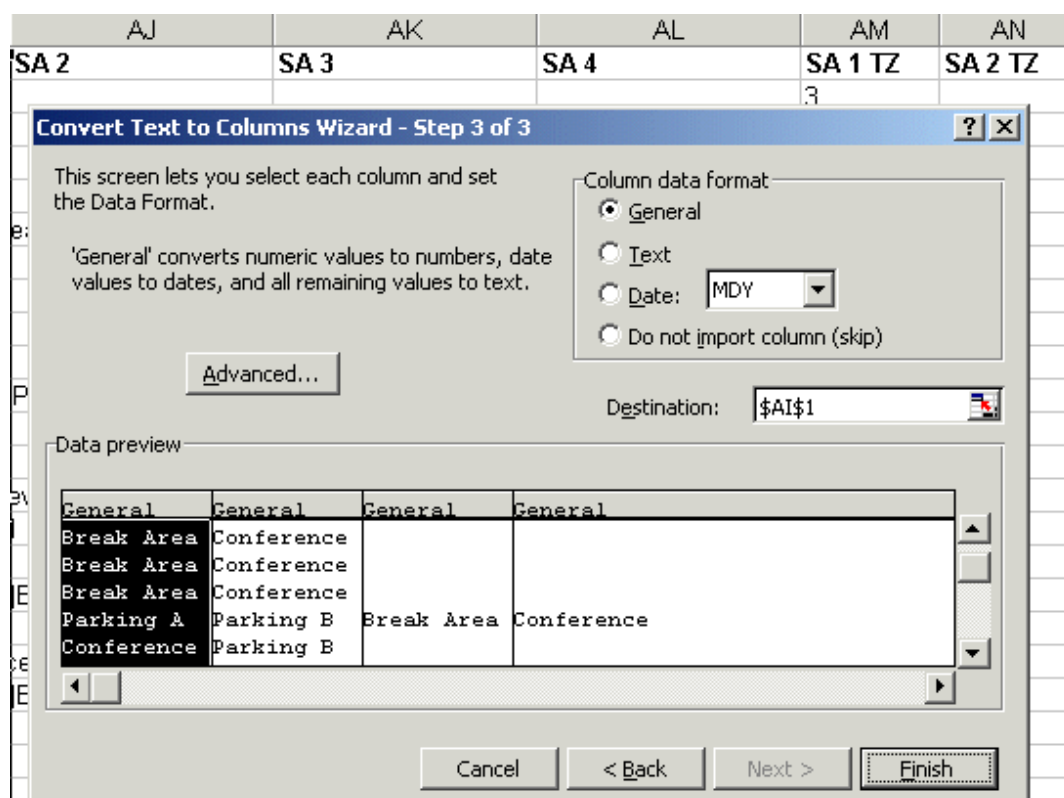 AJ AK AL AM AN
SA 2 SA 3 SA 4 SA 1 TZ SA 2 TZ
3
Convert Text to Columns Wizard - Step 3 of 3
This screen lets you select each column and set
the Data Format.
'General' converts numeric values to numbers, date
values to dates, and all remaining values to text.
Column data format
General
Text
Date: MDY
Do not import column (skip)
Advanced...
Destination: $AI$1
Data preview
General General General General
Break Area Conference
Break Area Conference
Break Area Conference
Parking A Parking B Break Area Conference
Conference Parking B
Cancel < Back Next > Finish